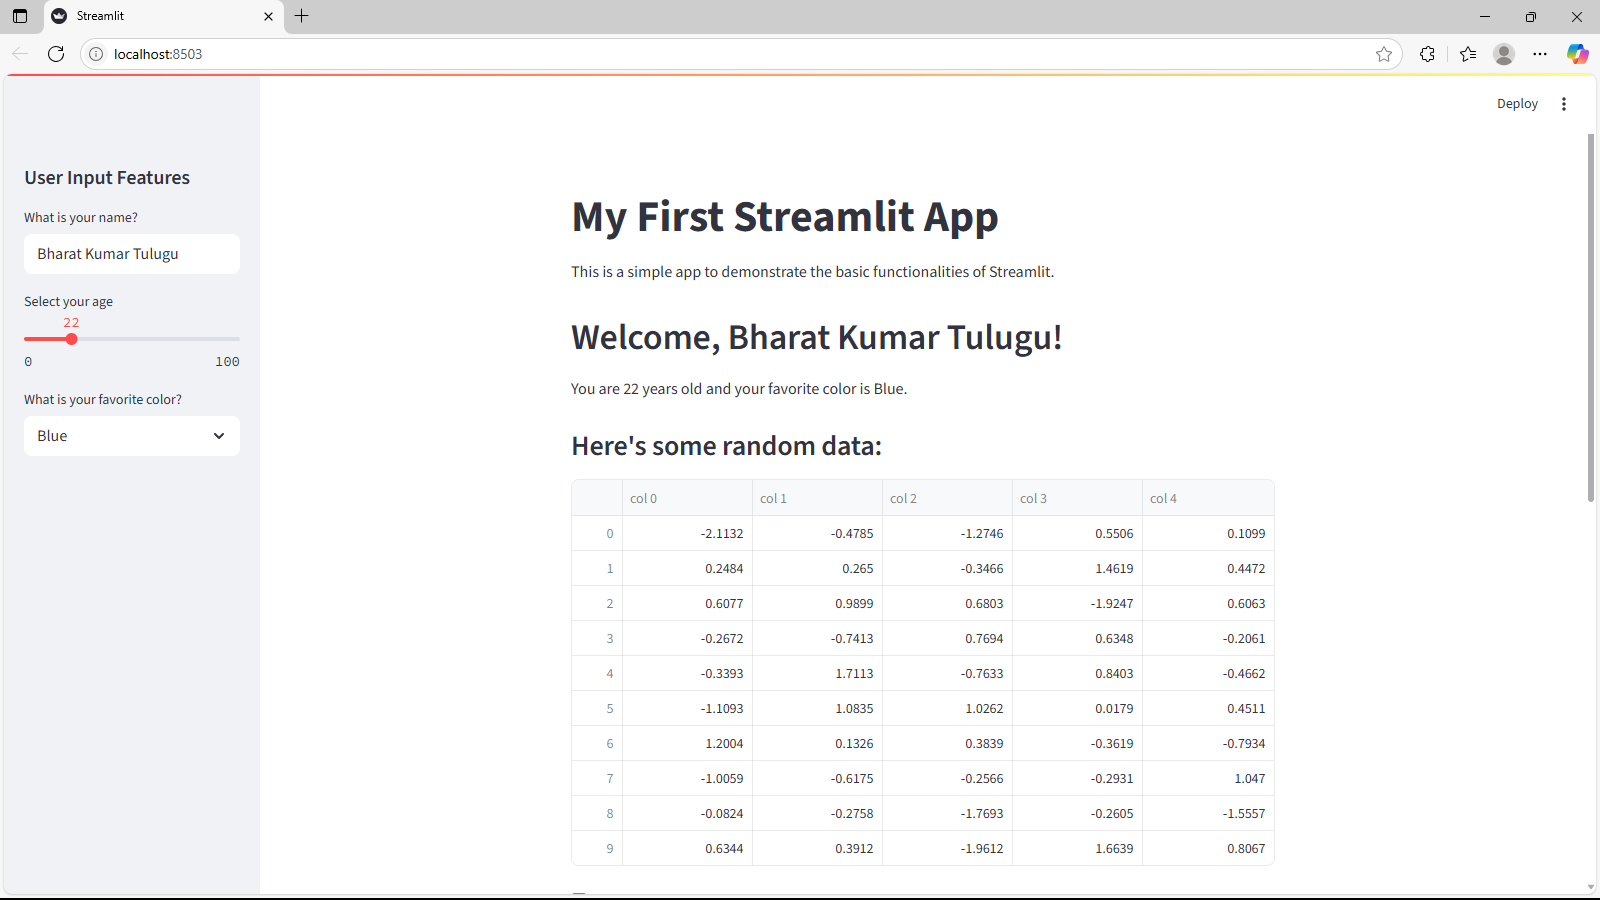 Streamlit
localhost:8503
Deploy
User Input Features
What is your name?
Bharat Kumar Tulugu
Select your age
22
0 100
What is your favorite color?
Blue
My First Streamlit App
This is a simple app to demonstrate the basic functionalities of Streamlit.
Welcome, Bharat Kumar Tulugu!
You are 22 years old and your favorite color is Blue.
Here's some random data:
col 0 col 1 col 2 col 3 col 4
0 -2.1132 -0.4785 -1.2746 0.5506 0.1099
1 0.2484 0.265 -0.3466 1.4619 0.4472
2 0.6077 0.9899 0.6803 -1.9247 0.6063
3 -0.2672 -0.7413 0.7694 0.6348 -0.2061
4 -0.3393 1.7113 -0.7633 0.8403 -0.4662
5 -1.1093 1.0835 1.0262 0.0179 0.4511
6 1.2004 0.1326 0.3839 -0.3619 -0.7934
7 -1.0059 -0.6175 -0.2566 -0.2931 1.047
8 -0.0824 -0.2758 -1.7693 -0.2605 -1.5557
9 0.6344 0.3912 -1.9612 1.6639 0.8067